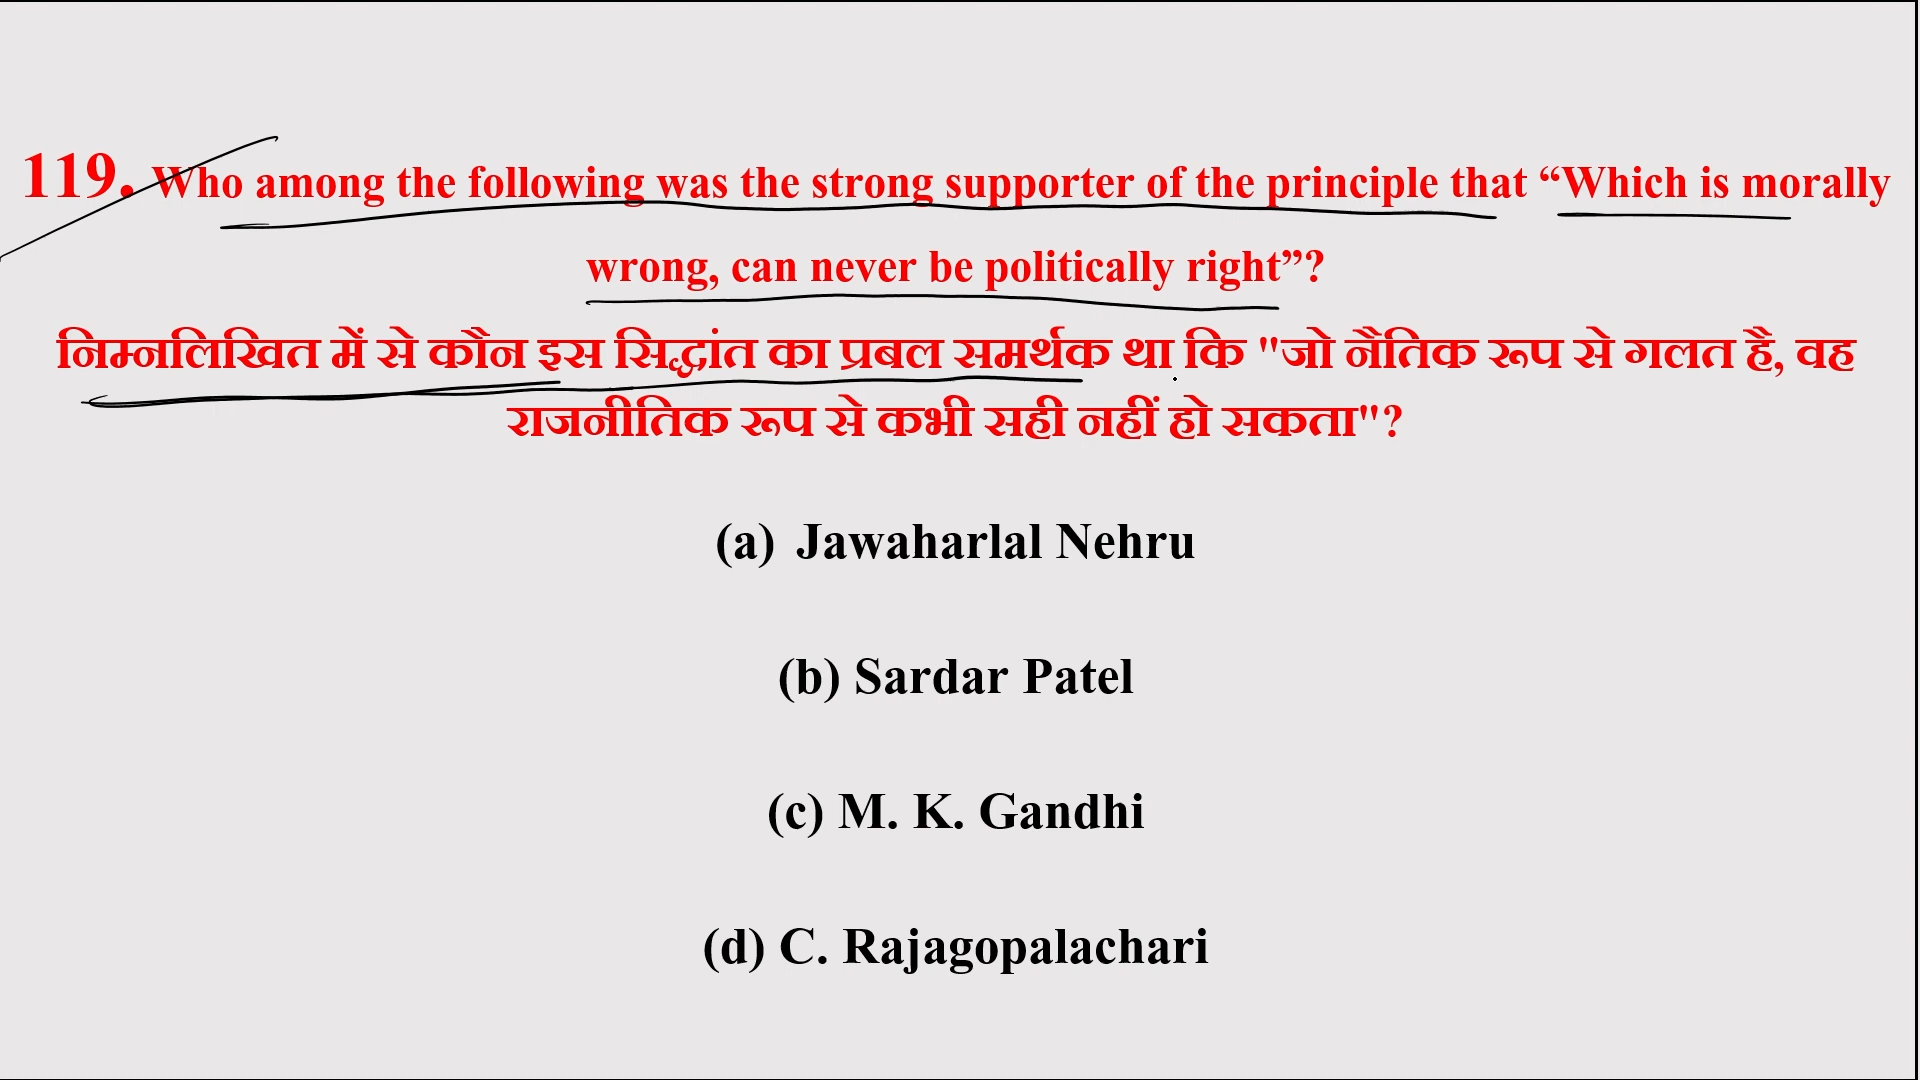 119. Who among the following was the strong supporter of the principle that “Which is morally
wrong, can never be politically right”?
निम्नलिखित में से कौन इस सिद्धांत का प्रबल समर्थक था कि "जो नैतिक रूप से गलत है, वह
राजनीतिक रूप से कभी सही नहीं हो सकता"?
(a) Jawaharlal Nehru
(b) Sardar Patel
(c) M. K. Gandhi
(d) C. Rajagopalachari